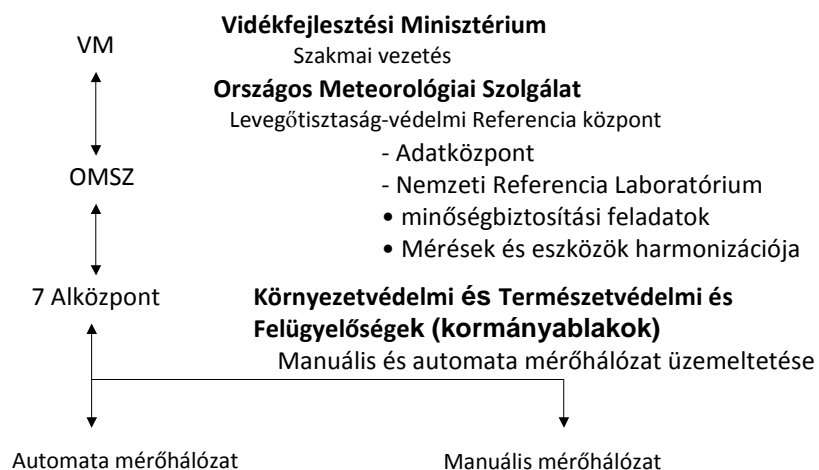 Vidékfejlesztési Minisztérium
VM
Szakmai vezetés
Országos Meteorológiai Szolgálat
Levegőtisztaság-védelmi Referencia központ
- Adatközpont
OMSZ
- Nemzeti Referencia Laboratórium
• minőségbiztosítási feladatok
• Mérések és eszközök harmonizációja
7 Alközpont
Környezetvédelmi és Természetvédelmi és
Felügyelőségek (kormányablakok)
Manuális és automata mérőhálózat üzemeltetése
Automata mérőhálózat
Manuális mérőhálózat